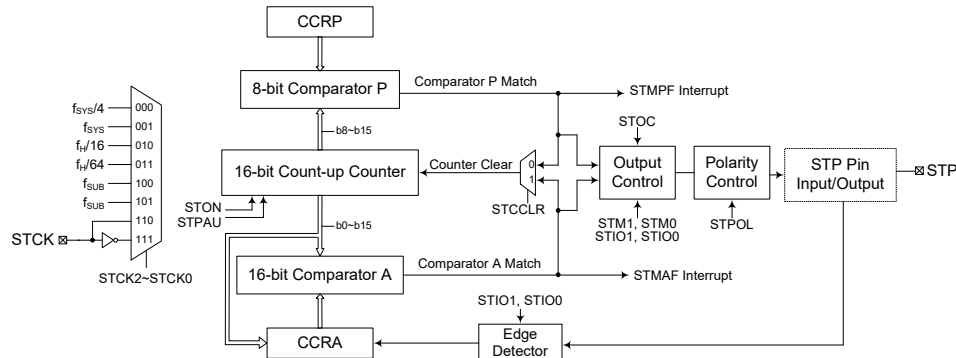 CCRP
8-bit Comparator P
Comparator P Match
STMPF Interrupt
b8~b15
fSYS/4
000
fSYS
001
fH/16
010
fH/64
011
fSUB
100
fSUB
101
110
111
STCK
STCK2~STCK0
16-bit Count-up Counter
Counter Clear
0
1
STCCLR
STON
STPAU
b0~b15
STOC
Output
Control
STM1, STM0
STIO1, STIO0
Polarity
Control
STPOL
STP Pin
Input/Output
STP
16-bit Comparator A
Comparator A Match
STMAF Interrupt
STIO1, STIO0
CCRA
Edge
Detector